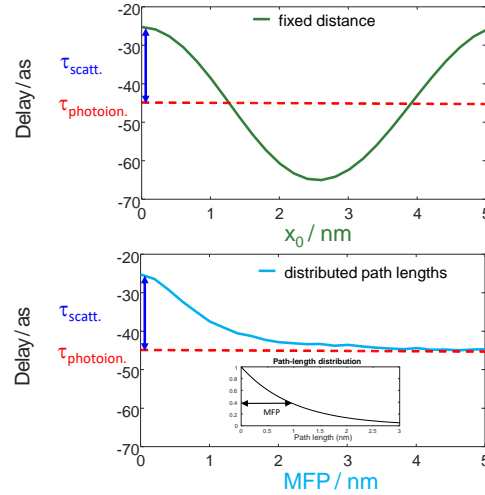 fixed distance
-20
-30
-40
-50
-60
-70
Delay/as
τscatt.
τphotoion.
0 1 2 3 4 5
x0 / nm
distributed path lengths
-20
-30
-40
-50
-60
-70
Delay/as
τscatt.
τphotoion.
Path-length distribution
1
0.8
0.6
0.4
0.2
0
MFP
0 0.5 1 1.5 2 2.5 3
Path length (nm)
0 1 2 3 4 5
MFP / nm